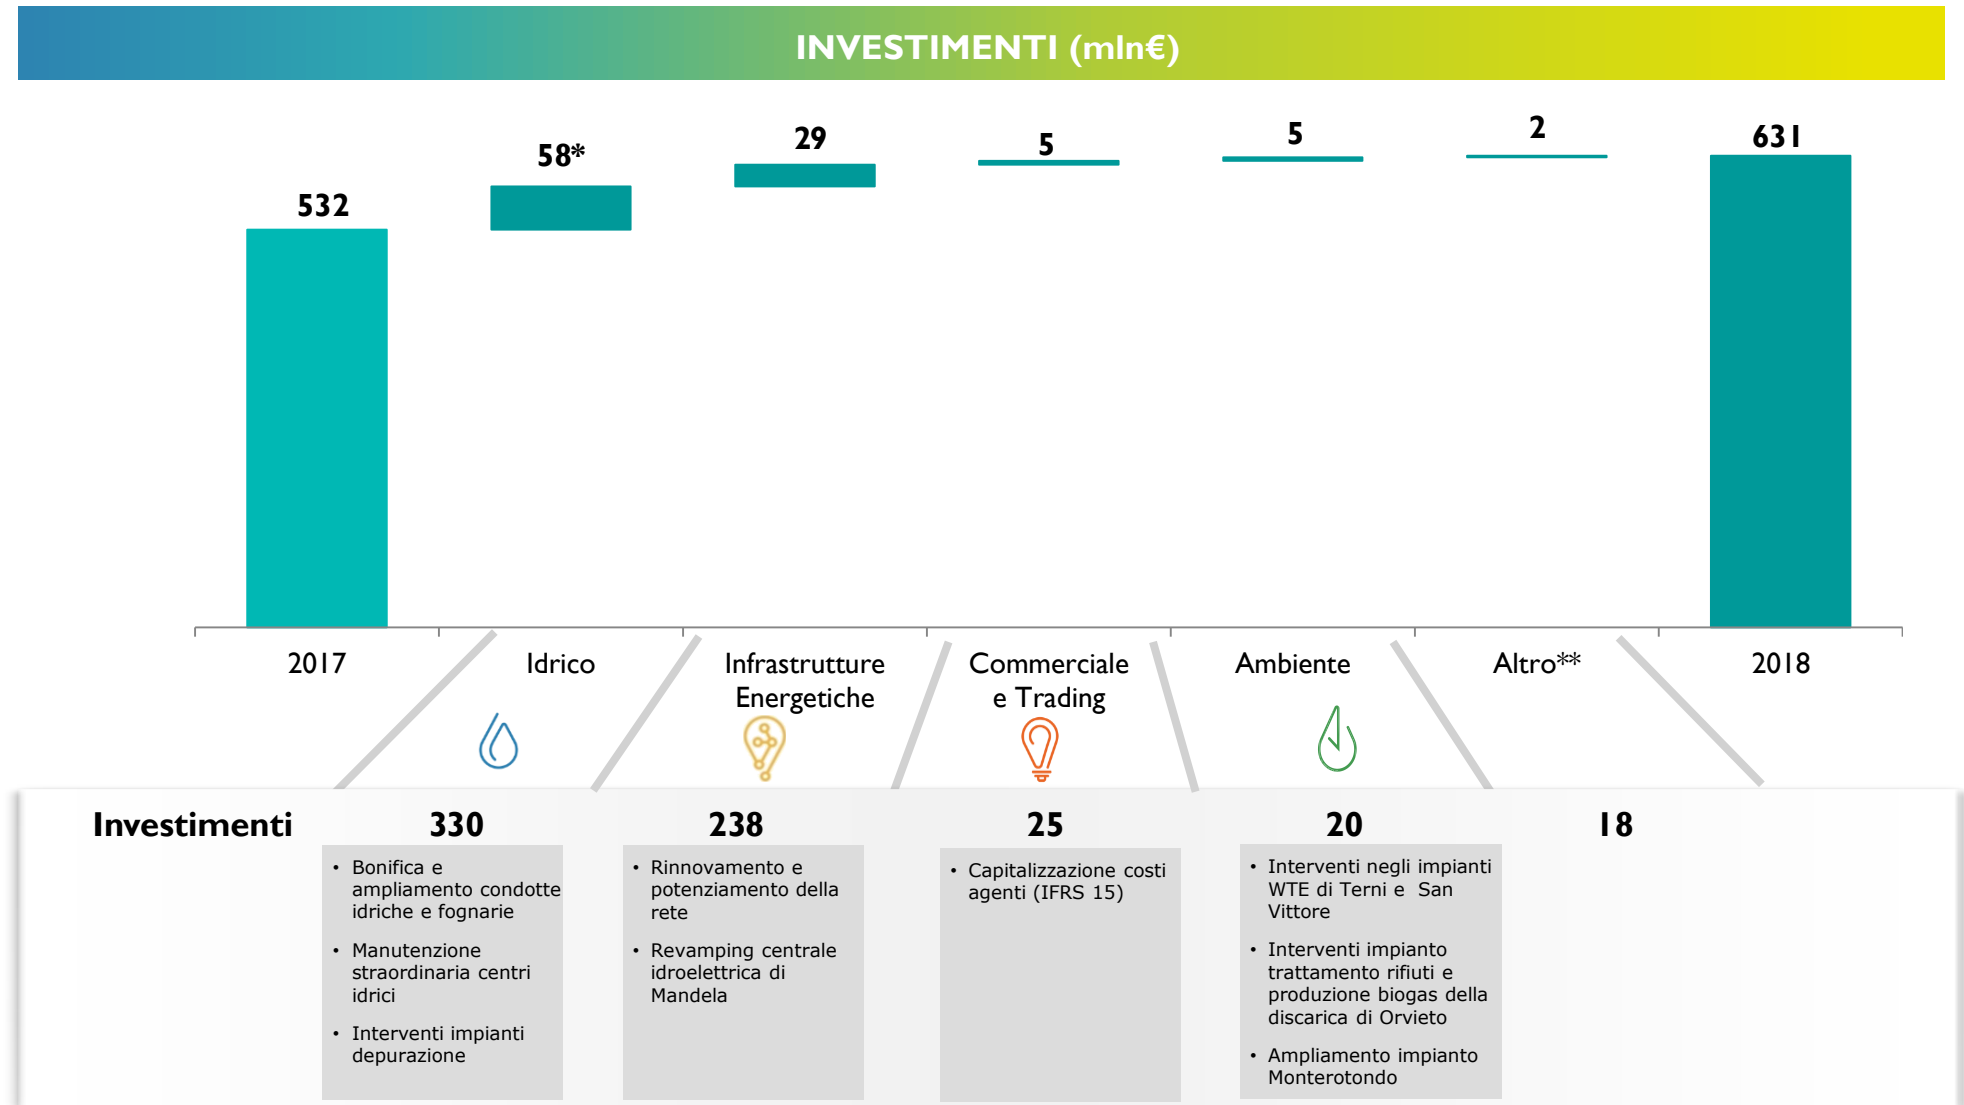 INVESTIMENTI (mln€)
532
58*
29
5
5
2
631
2017
Idrico
Infrastrutture
Energetiche
Commerciale
e Trading
Ambiente
Altro**
2018
Investimenti
330
238
25
20
18
• Bonifica e
ampliamento condotte
idriche e fognarie
• Manutenzione
straordinaria centri
idrici
• Interventi impianti
depurazione
• Rinnovamento e
potenziamento della
rete
• Revamping centrale
idroelettrica di
Mandela
• Capitalizzazione costi
agenti (IFRS 15)
• Interventi negli impianti
WTE di Terni e San
Vittore
• Interventi impianto
trattamento rifiuti e
produzione biogas della
discarica di Orvieto
• Ampliamento impianto
Monterotondo